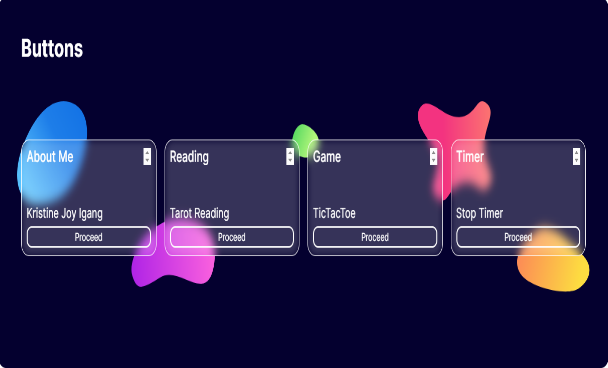 Buttons
About Me
Kristine Joy Igang
Proceed
Reading
Tarot Reading
Proceed
Game
TicTacToe
Proceed
Timer
Stop Timer
Proceed